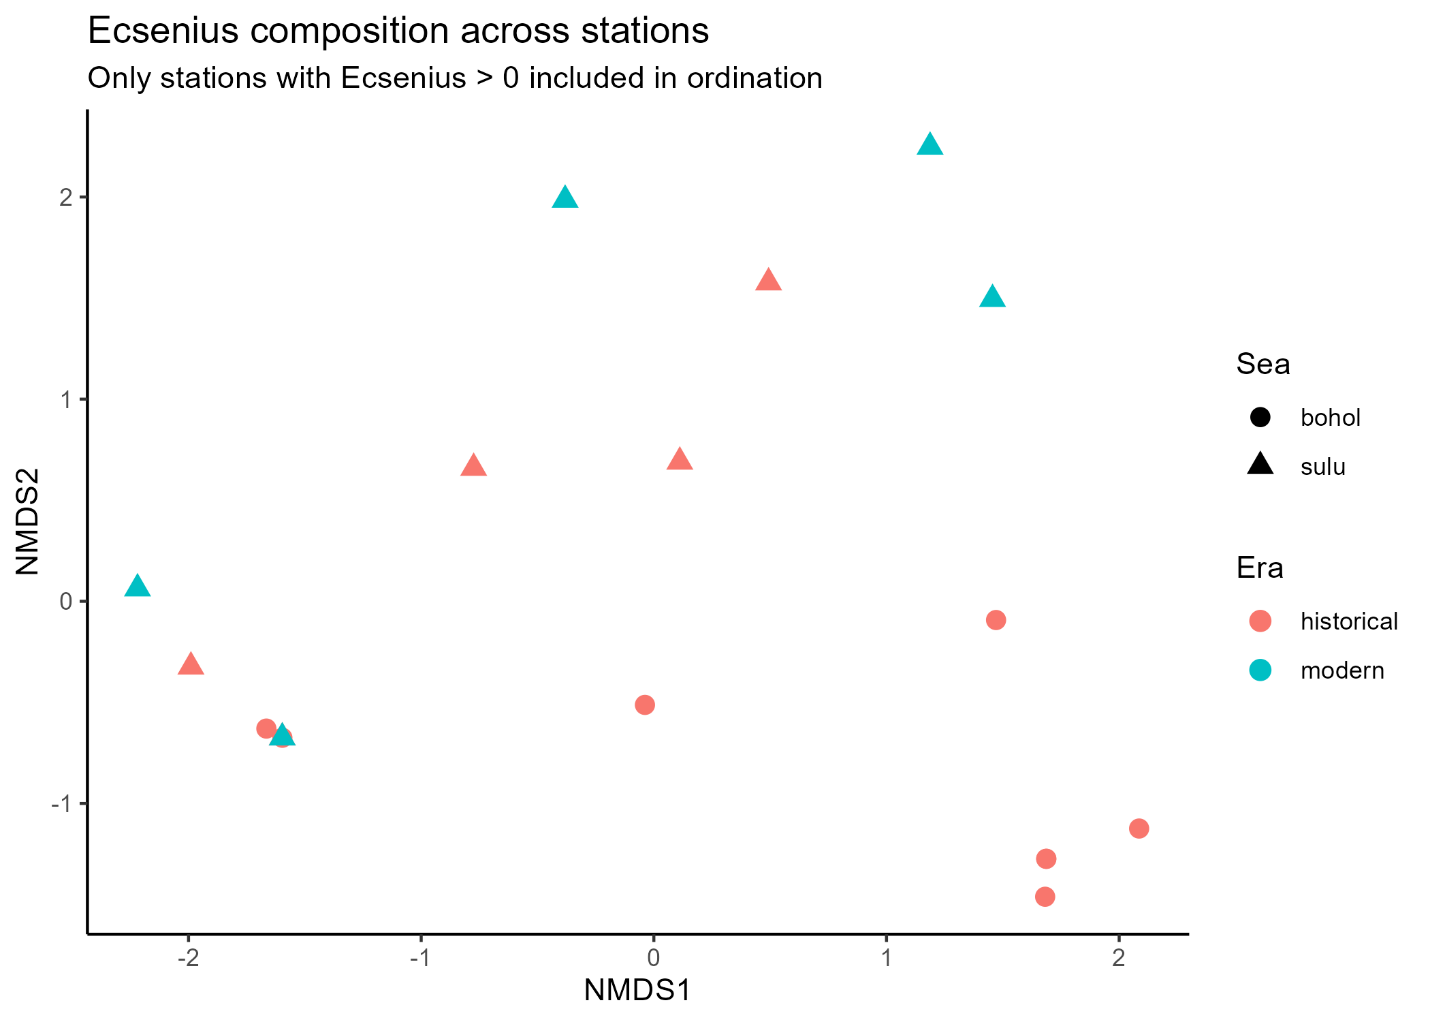 Ecsenius composition across stations
Only stations with Ecsenius > 0 included in ordination
2
1
0
-1
NMDS2
-2
-1
0
1
2
NMDS1
Sea
bohol
sulu
Era
historical
modern